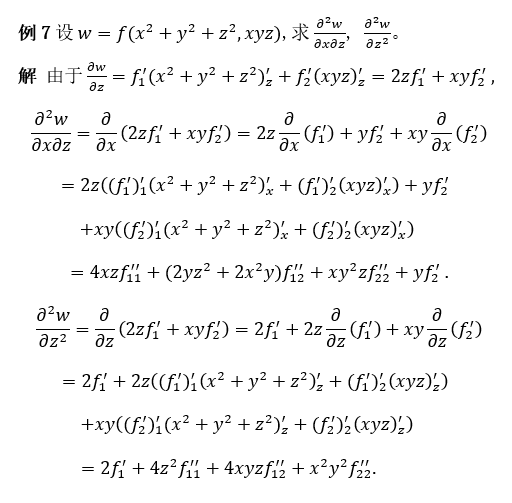 例 7 设 w = f(x² + y² + z², xyz), 求 ∂²w/∂x∂z, ∂²w/∂z²。
解 由于 ∂w/∂z = f₁′(x² + y² + z²)′_z + f₂′(xyz)′_z = 2zf₁′ + xyf₂′ ,
∂²w/∂x∂z = ∂/∂x (2zf₁′ + xyf₂′) = 2z ∂/∂x (f₁′) + yf₂′ + xy ∂/∂x (f₂′)
= 2z((f₁′)₁′(x² + y² + z²)′ₓ + (f₁′)₂′(xyz)′ₓ) + yf₂′
+xy((f₂′)₁′(x² + y² + z²)′ₓ + (f₂′)₂′(xyz)′ₓ)
= 4xzf₁₁″ + (2yz² + 2x²y)f₁₂″ + xy²zf₂₂″ + yf₂′ .
∂²w/∂z² = ∂/∂z (2zf₁′ + xyf₂′) = 2f₁′ + 2z ∂/∂z (f₁′) + xy ∂/∂z (f₂′)
= 2f₁′ + 2z((f₁′)₁′(x² + y² + z²)′_z + (f₁′)₂′(xyz)′_z)
+xy((f₂′)₁′(x² + y² + z²)′_z + (f₂′)₂′(xyz)′_z)
= 2f₁′ + 4z²f₁₁″ + 4xyzf₁₂″ + x²y²f₂₂″.